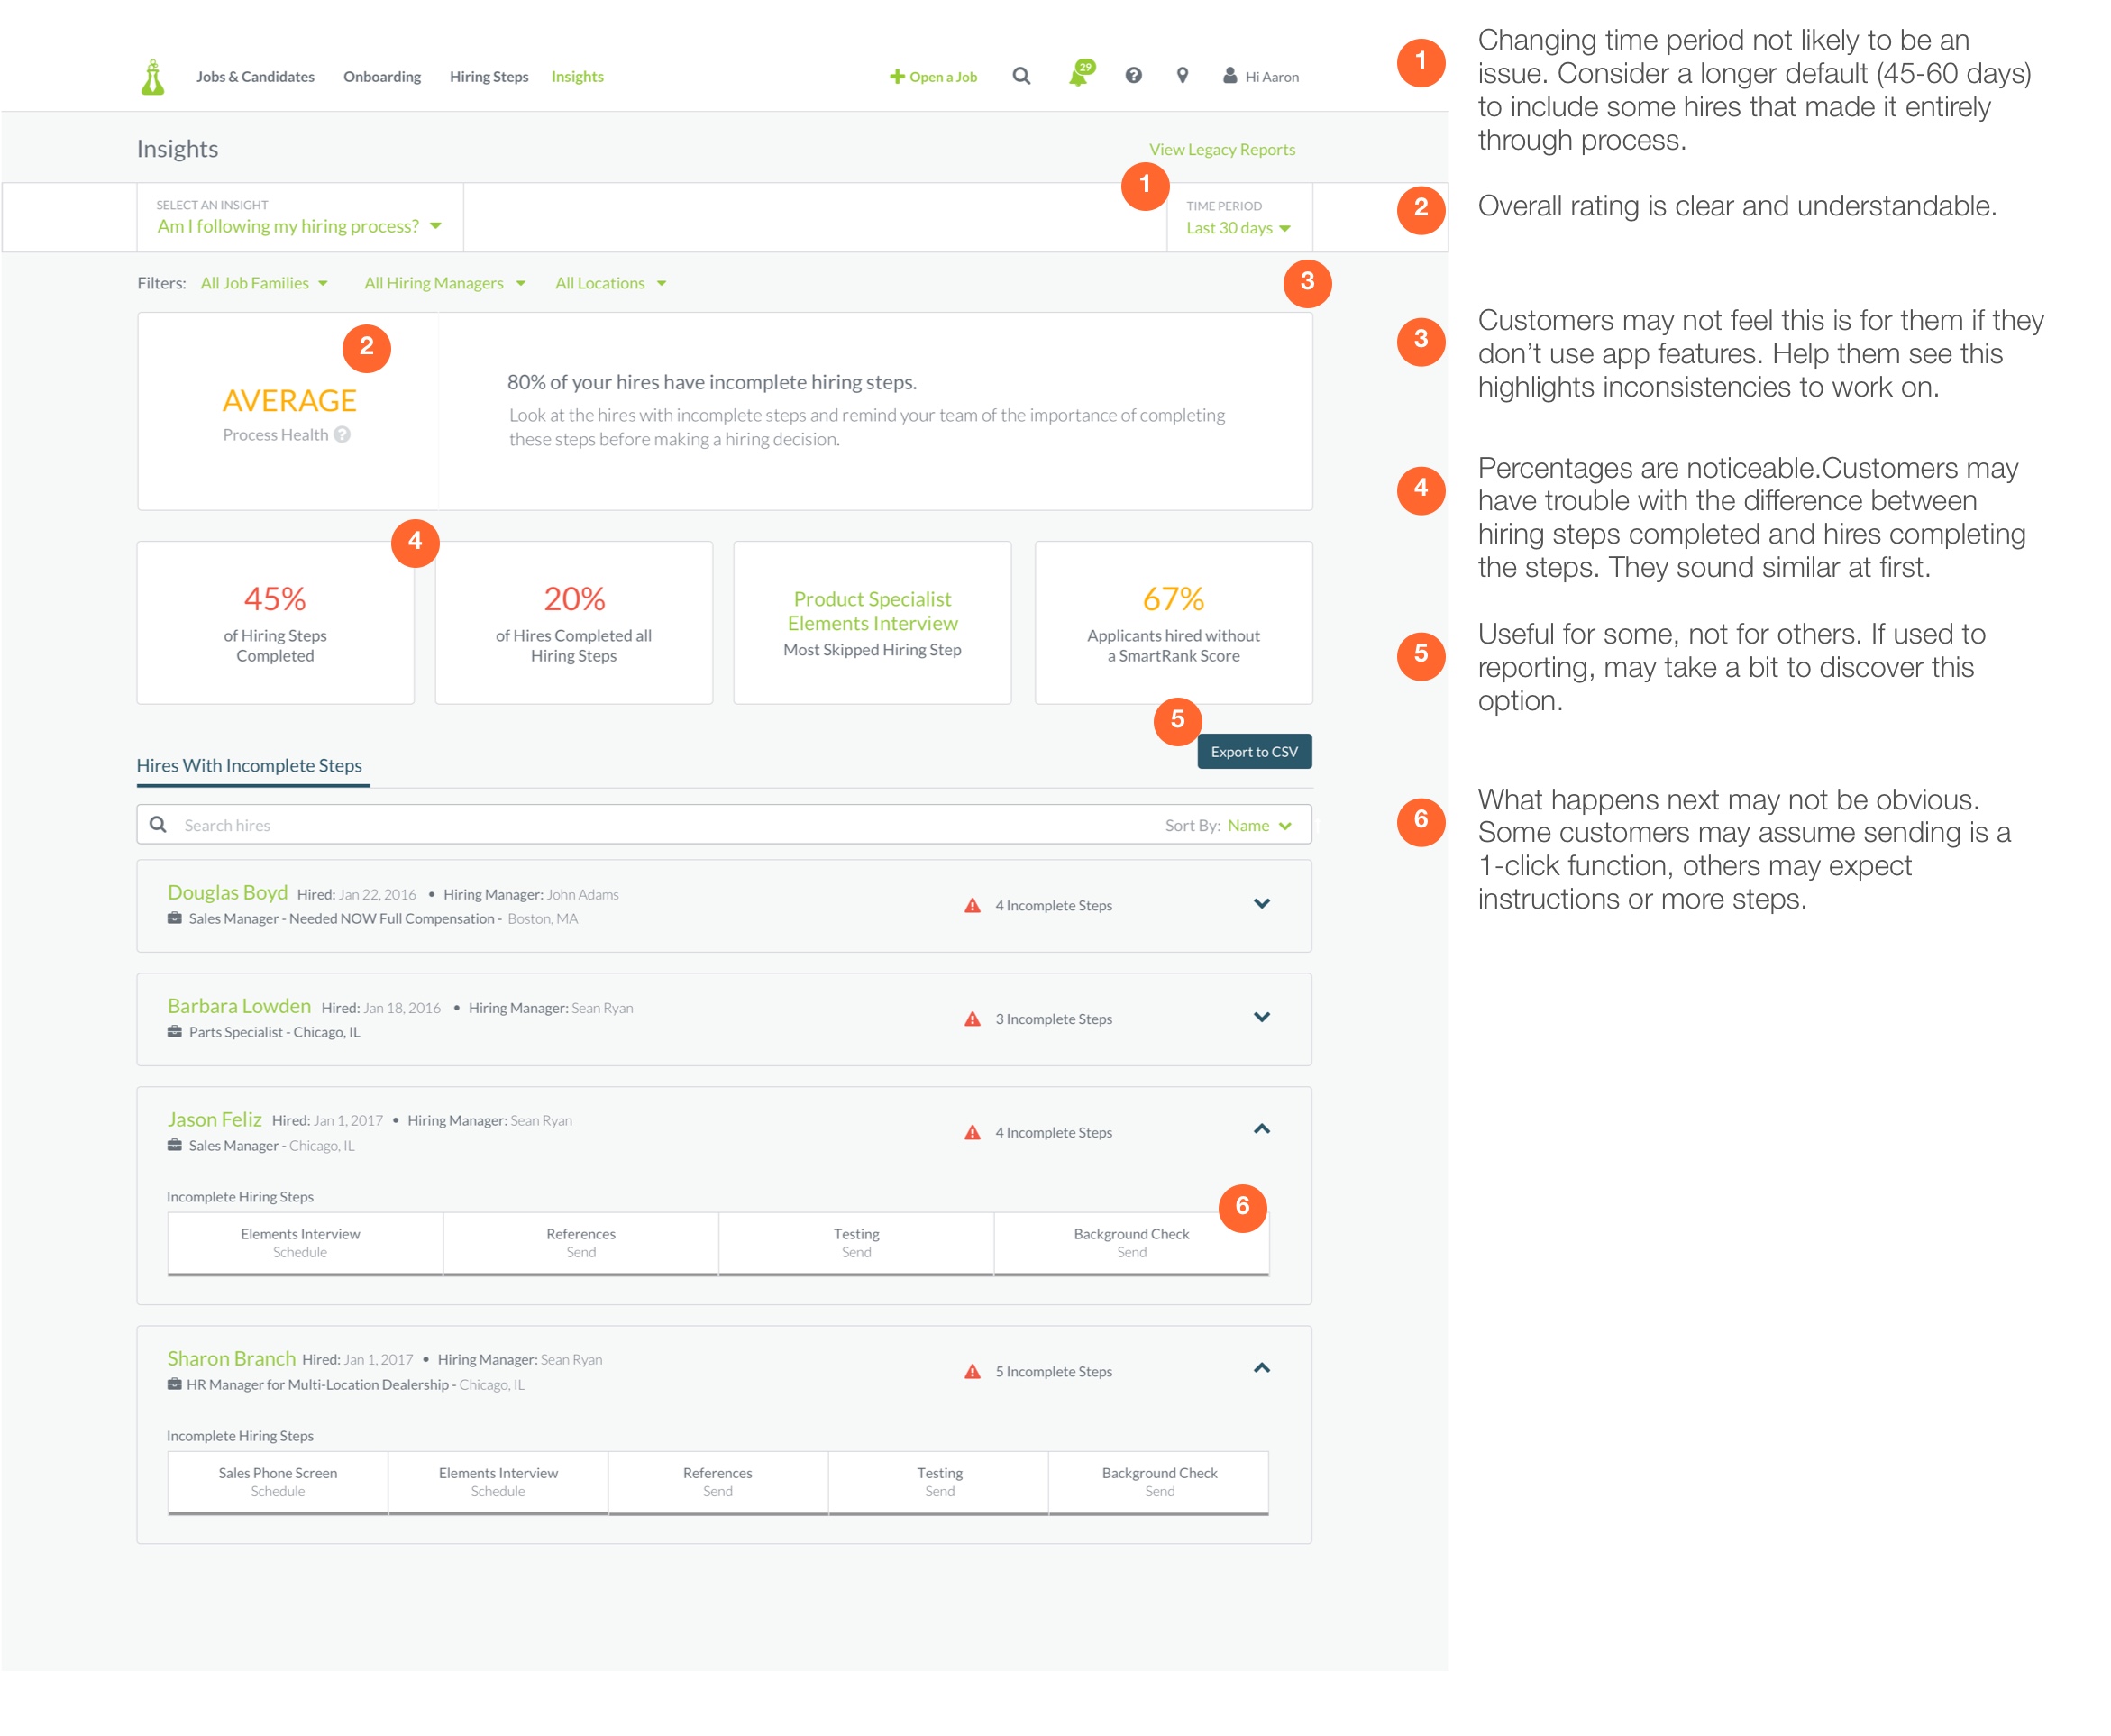 Jobs & Candidates Onboarding Hiring Steps Insights
Open a Job 29 Hi Aaron
Insights
View Legacy Reports
1
SELECT AN INSIGHT
Am I following my hiring process?
TIME PERIOD
Last 30 days
Filters: All Job Families All Hiring Managers All Locations
3
2
AVERAGE
Process Health ?
80% of your hires have incomplete hiring steps.
Look at the hires with incomplete steps and remind your team of the importance of completing
these steps before making a hiring decision.
4
45%
of Hiring Steps
Completed
20%
of Hires Completed all
Hiring Steps
Product Specialist
Elements Interview
Most Skipped Hiring Step
67%
Applicants hired without
a SmartRank Score
5
Export to CSV
Hires With Incomplete Steps
Search hires
Sort By: Name
Douglas Boyd Hired: Jan 22, 2016 • Hiring Manager: John Adams
Sales Manager - Needed NOW Full Compensation - Boston, MA
4 Incomplete Steps
Barbara Lowden Hired: Jan 18, 2016 • Hiring Manager: Sean Ryan
Parts Specialist - Chicago, IL
3 Incomplete Steps
Jason Feliz Hired: Jan 1, 2017 • Hiring Manager: Sean Ryan
Sales Manager - Chicago, IL
4 Incomplete Steps
Incomplete Hiring Steps
6
Elements Interview References Testing Background Check
Schedule Send Send Send
Sharon Branch Hired: Jan 1, 2017 • Hiring Manager: Sean Ryan
HR Manager for Multi-Location Dealership - Chicago, IL
5 Incomplete Steps
Incomplete Hiring Steps
Sales Phone Screen Elements Interview References Testing Background Check
Schedule Schedule Send Send Send
1
Changing time period not likely to be an
issue. Consider a longer default (45-60 days)
to include some hires that made it entirely
through process.
2
Overall rating is clear and understandable.
3
Customers may not feel this is for them if they
don’t use app features. Help them see this
highlights inconsistencies to work on.
4
Percentages are noticeable.Customers may
have trouble with the difference between
hiring steps completed and hires completing
the steps. They sound similar at first.
5
Useful for some, not for others. If used to
reporting, may take a bit to discover this
option.
6
What happens next may not be obvious.
Some customers may assume sending is a
1-click function, others may expect
instructions or more steps.